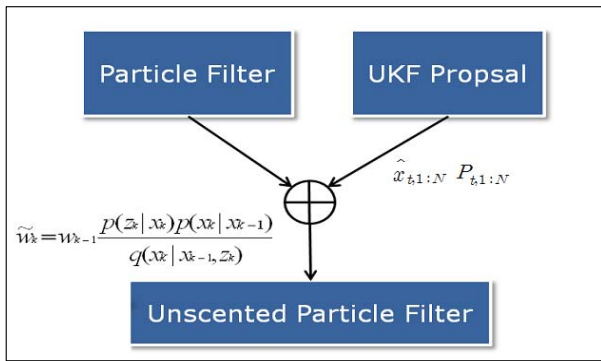 Particle Filter
UKF Propsal
x̂_{t,1:N} P_{t,1:N}
w̃_k = w_{k-1} \frac{p(z_k | x_k) p(x_k | x_{k-1})}{q(x_k | x_{k-1}, z_k)}
Unscented Particle Filter